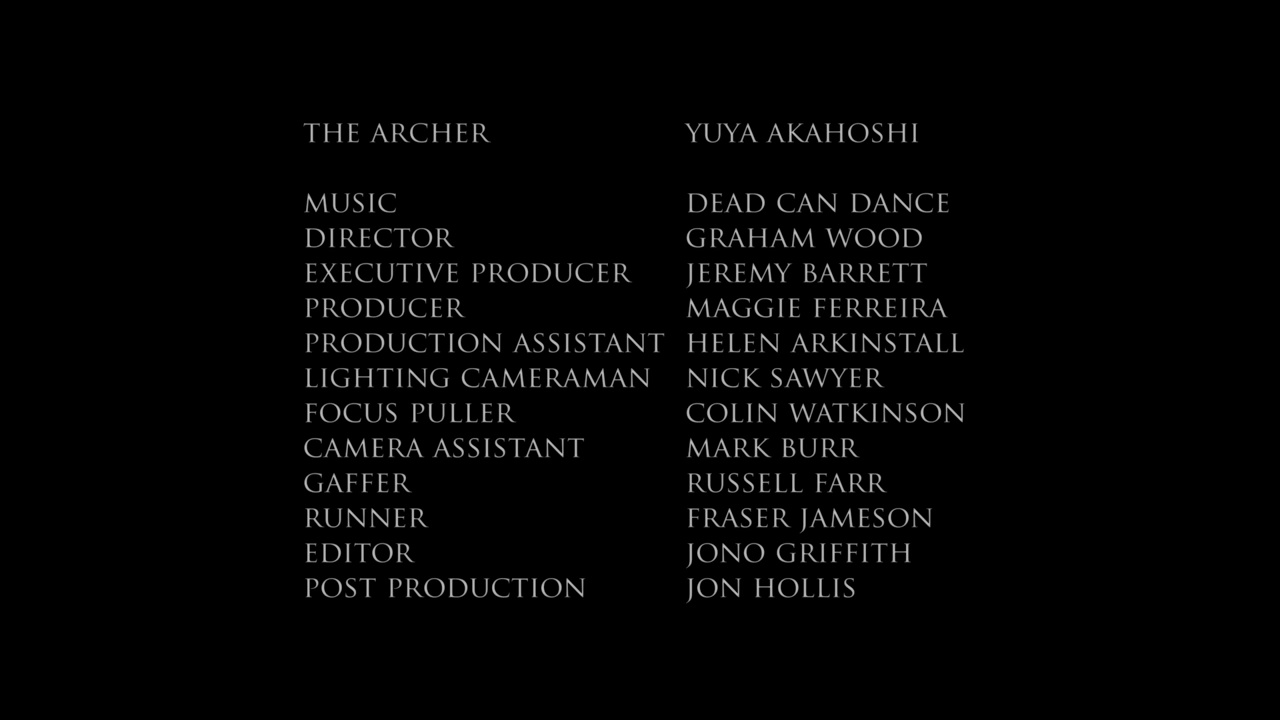 THE ARCHER YUYA AKAHOSHI
MUSIC DEAD CAN DANCE
DIRECTOR GRAHAM WOOD
EXECUTIVE PRODUCER JEREMY BARRETT
PRODUCER MAGGIE FERREIRA
PRODUCTION ASSISTANT HELEN ARKINSTALL
LIGHTING CAMERAMAN NICK SAWYER
FOCUS PULLER COLIN WATKINSON
CAMERA ASSISTANT MARK BURR
GAFFER RUSSELL FARR
RUNNER FRASER JAMESON
EDITOR JONO GRIFFITH
POST PRODUCTION JON HOLLIS